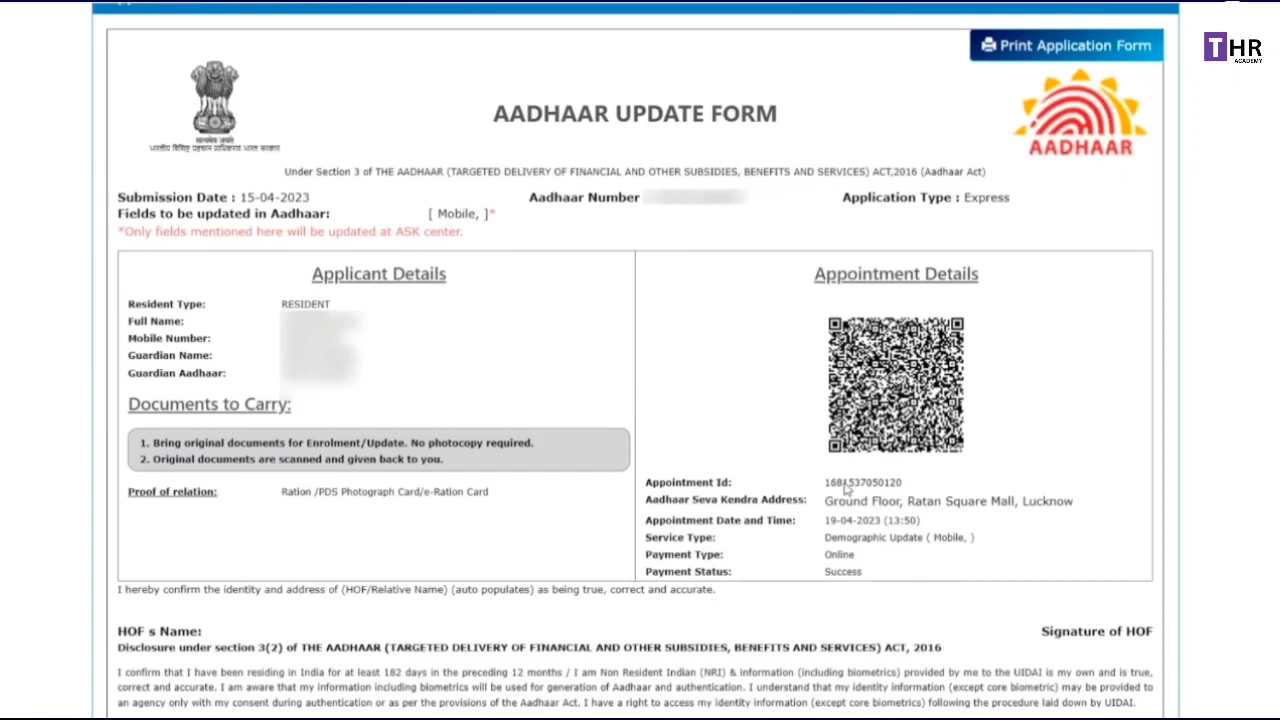 Print Application Form
THR
ACADEMY
सत्यमेव जयते
भारतीय विशिष्ट पहचान प्राधिकरण भारत सरकार
AADHAAR UPDATE FORM
AADHAAR
Under Section 3 of THE AADHAAR (TARGETED DELIVERY OF FINANCIAL AND OTHER SUBSIDIES, BENEFITS AND SERVICES) ACT,2016 (Aadhaar Act)
Submission Date : 15-04-2023 Aadhaar Number Application Type : Express
Fields to be updated in Aadhaar: [ Mobile, ]*
*Only fields mentioned here will be updated at ASK center.
Applicant Details
Resident Type: RESIDENT
Full Name:
Mobile Number:
Guardian Name:
Guardian Aadhaar:
Documents to Carry:
1. Bring original documents for Enrolment/Update. No photocopy required.
2. Original documents are scanned and given back to you.
Proof of relation: Ration /PDS Photograph Card/e-Ration Card
Appointment Details
Appointment Id: 1681537050120
Aadhaar Seva Kendra Address: Ground Floor, Ratan Square Mall, Lucknow
Appointment Date and Time: 19-04-2023 (13:50)
Service Type: Demographic Update ( Mobile, )
Payment Type: Online
Payment Status: Success
I hereby confirm the identity and address of (HOF/Relative Name) (auto populates) as being true, correct and accurate.
HOF s Name: Signature of HOF
Disclosure under section 3(2) of THE AADHAAR (TARGETED DELIVERY OF FINANCIAL AND OTHER SUBSIDIES, BENEFITS AND SERVICES) ACT, 2016
I confirm that I have been residing in India for at least 182 days in the preceding 12 months / I am Non Resident Indian (NRI) & information (including biometrics) provided by me to the UIDAI is my own and is true,
correct and accurate. I am aware that my information including biometrics will be used for generation of Aadhaar and authentication. I understand that my identity information (except core biometric) may be provided to
an agency only with my consent during authentication or as per the provisions of the Aadhaar Act. I have a right to access my identity information (except core biometrics) following the procedure laid down by UIDAI.